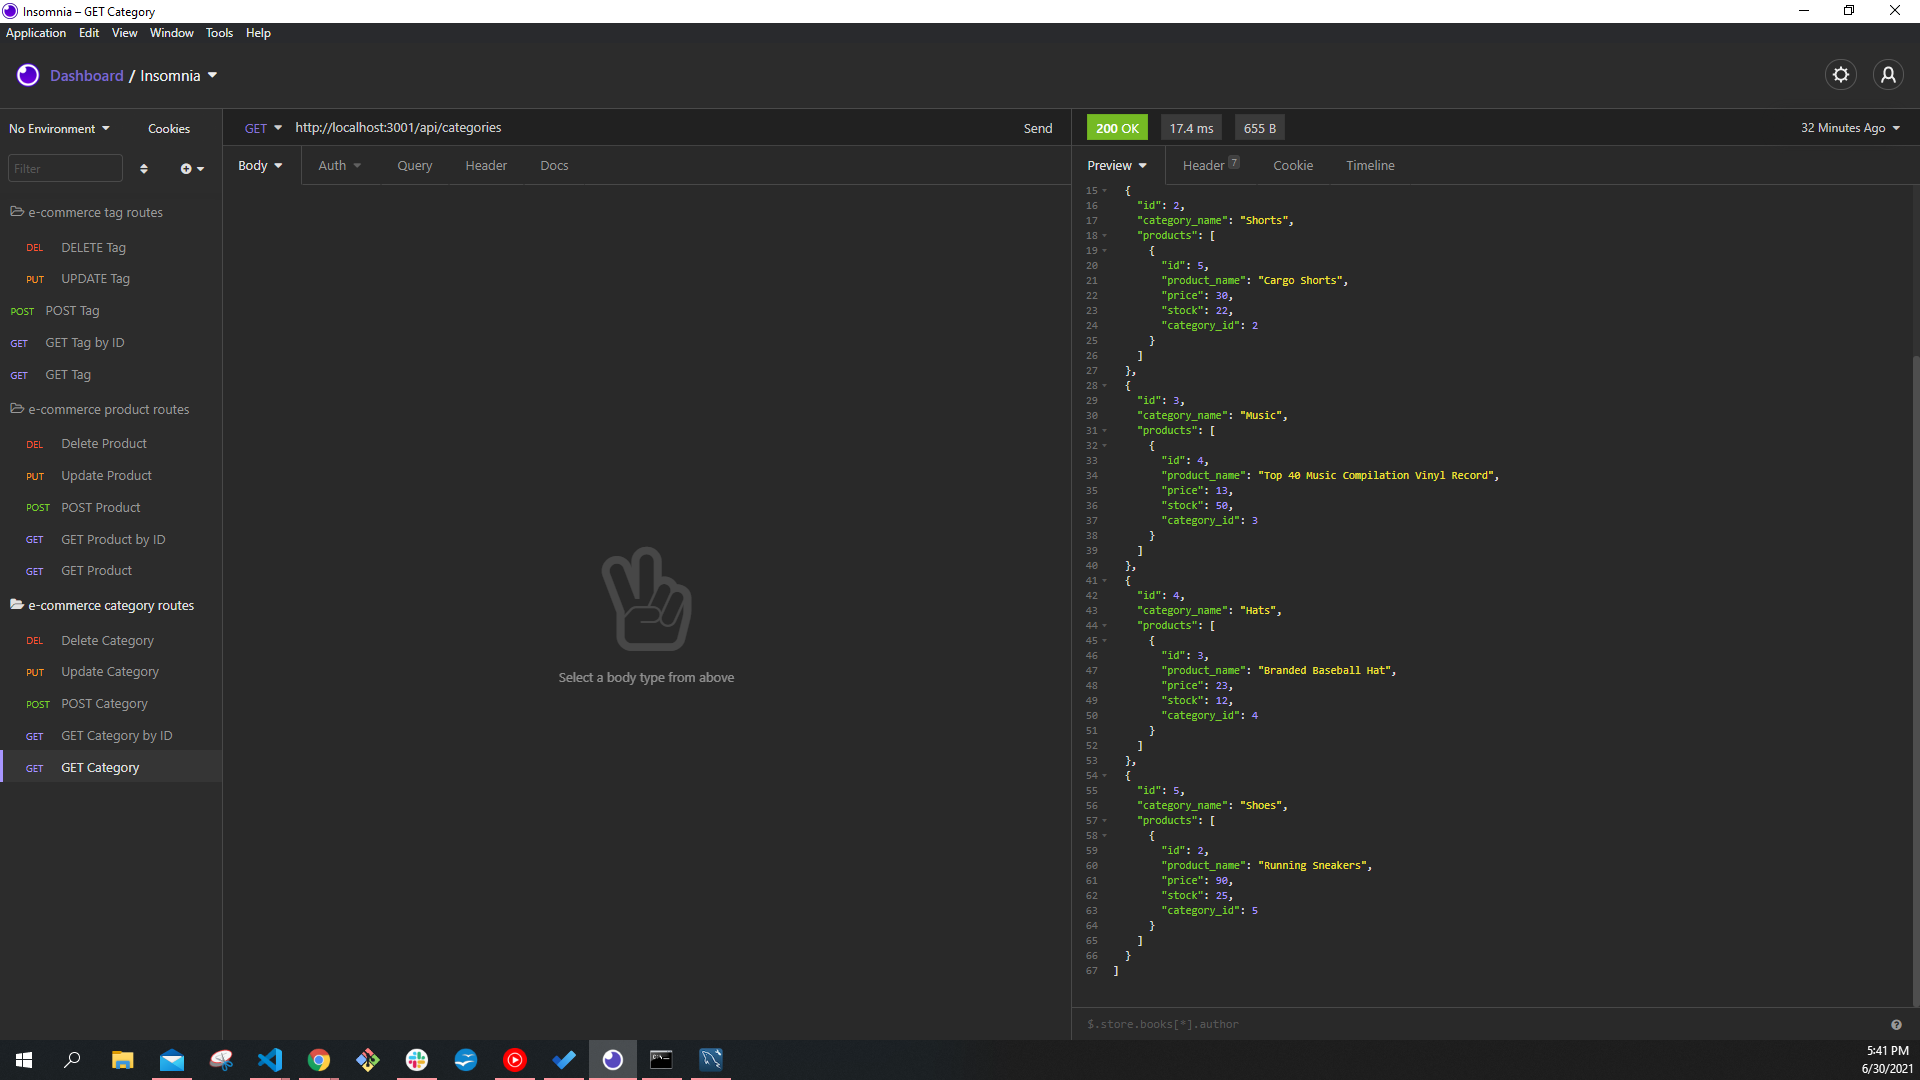 Insomnia – GET Category
Application Edit View Window Tools Help
Dashboard / Insomnia
No Environment Cookies
Filter
e-commerce tag routes
DEL DELETE Tag
PUT UPDATE Tag
POST POST Tag
GET GET Tag by ID
GET GET Tag
e-commerce product routes
DEL Delete Product
PUT Update Product
POST POST Product
GET GET Product by ID
GET GET Product
e-commerce category routes
DEL Delete Category
PUT Update Category
POST POST Category
GET GET Category by ID
GET GET Category
GET http://localhost:3001/api/categories Send
Body Auth Query Header Docs
Select a body type from above
200 OK 17.4 ms 655 B 32 Minutes Ago
Preview Header 7 Cookie Timeline
15 {
16 "id": 2,
17 "category_name": "Shorts",
18 "products": [
19 {
20 "id": 5,
21 "product_name": "Cargo Shorts",
22 "price": 30,
23 "stock": 22,
24 "category_id": 2
25 }
26 ]
27 },
28 {
29 "id": 3,
30 "category_name": "Music",
31 "products": [
32 {
33 "id": 4,
34 "product_name": "Top 40 Music Compilation Vinyl Record",
35 "price": 13,
36 "stock": 50,
37 "category_id": 3
38 }
39 ]
40 },
41 {
42 "id": 4,
43 "category_name": "Hats",
44 "products": [
45 {
46 "id": 3,
47 "product_name": "Branded Baseball Hat",
48 "price": 23,
49 "stock": 12,
50 "category_id": 4
51 }
52 ]
53 },
54 {
55 "id": 5,
56 "category_name": "Shoes",
57 "products": [
58 {
59 "id": 2,
60 "product_name": "Running Sneakers",
61 "price": 90,
62 "stock": 25,
63 "category_id": 5
64 }
65 ]
66 }
67 ]
$.store.books[*].author
5:41 PM
6/30/2021